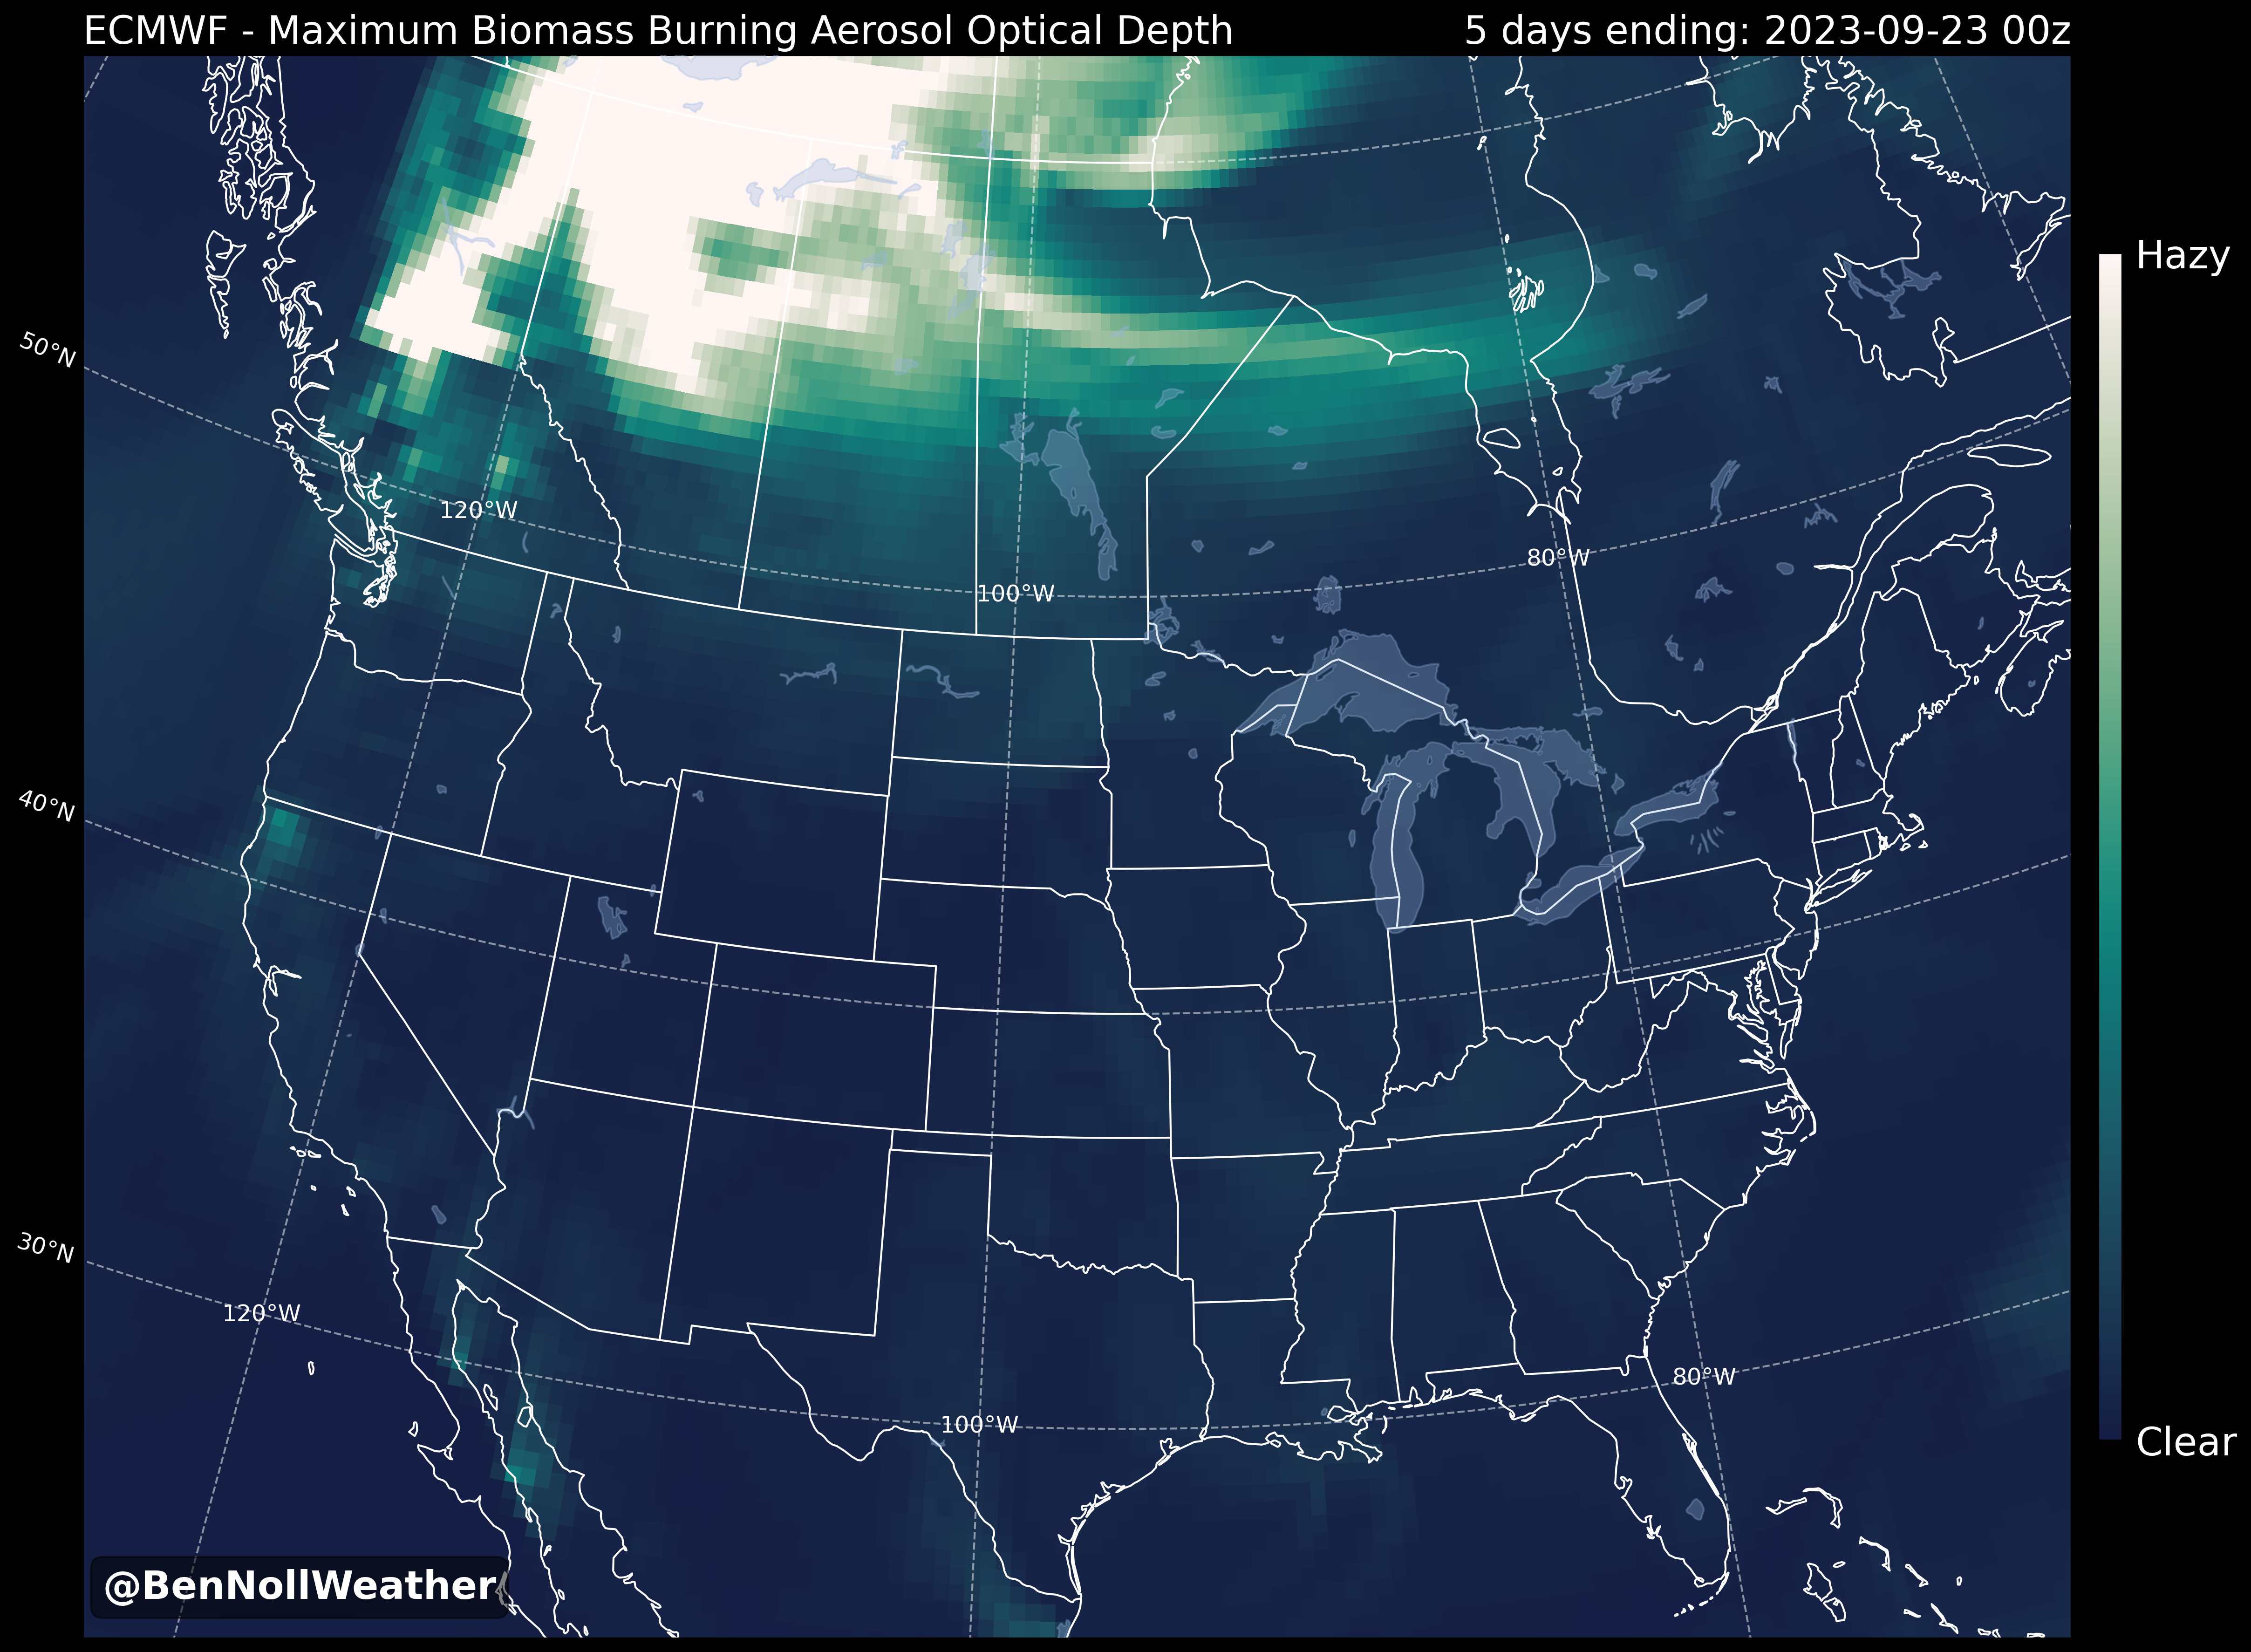 ECMWF - Maximum Biomass Burning Aerosol Optical Depth
5 days ending: 2023-09-23 00z
Hazy
50°N
120°W
80°W
100°W
40°N
30°N
120°W
80°W
100°W
Clear
@BenNollWeather